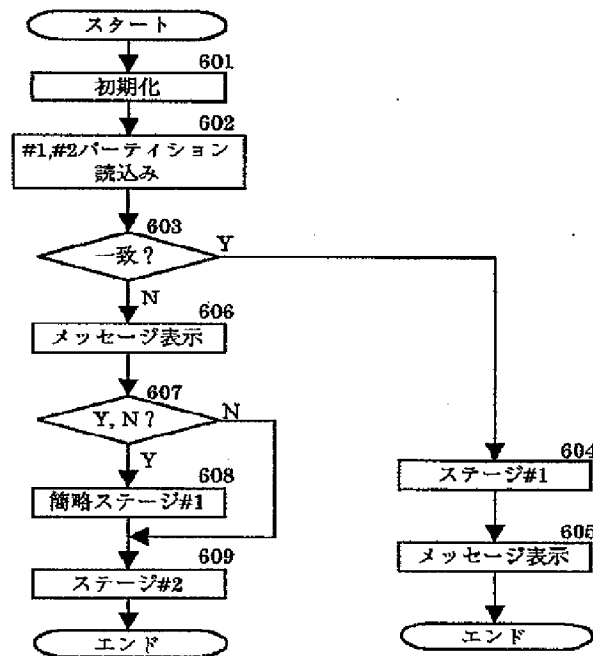 スタート
601
初期化
602
#1,#2パーティション
読込み
603
一致?
Y
N
606
メッセージ表示
607
Y, N?
N
Y
608
簡略ステージ#1
609
ステージ#2
エンド
604
ステージ#1
605
メッセージ表示
エンド